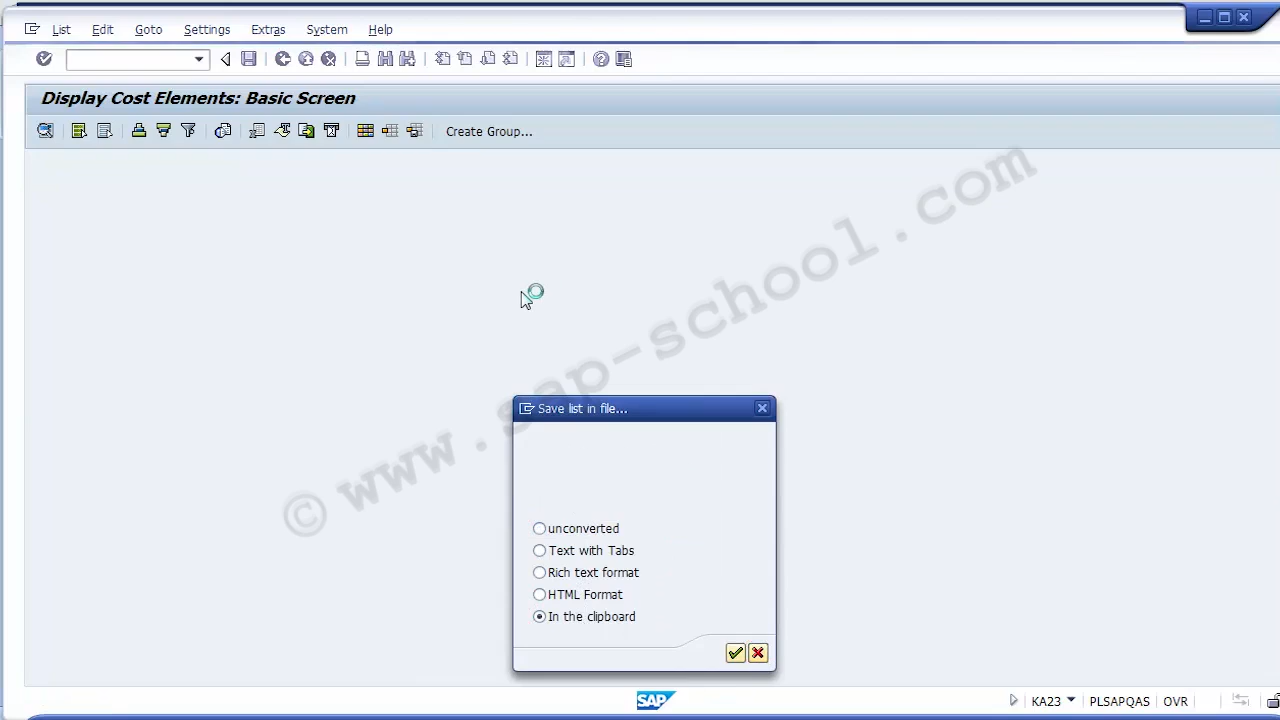 List Edit Goto Settings Extras System Help
Display Cost Elements: Basic Screen
Create Group...
© www.sap-school.com
Save list in file...
unconverted
Text with Tabs
Rich text format
HTML Format
In the clipboard
SAP
KA23 PLSAPQAS OVR